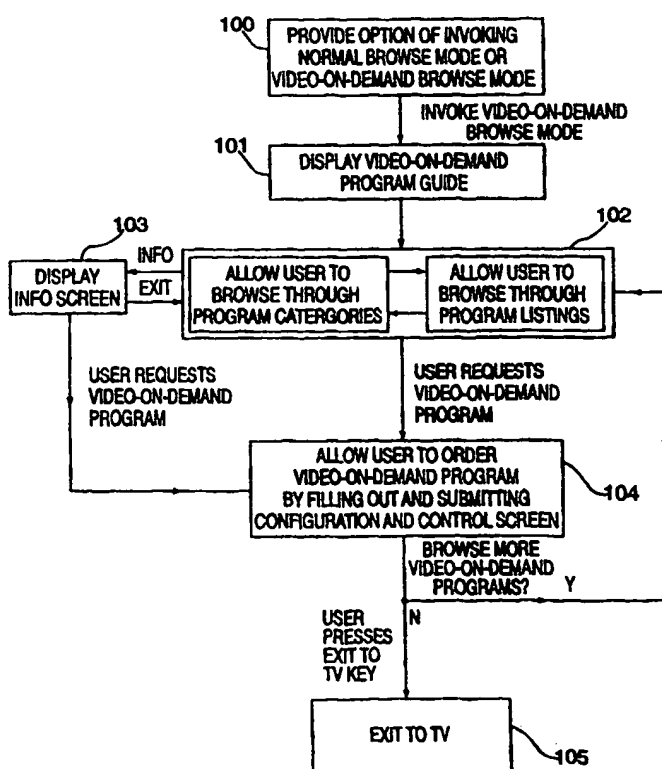 100
PROVIDE OPTION OF INVOKING
NORMAL BROWSE MODE OR
VIDEO-ON-DEMAND BROWSE MODE
INVOKE VIDEO-ON-DEMAND
BROWSE MODE
101
DISPLAY VIDEO-ON-DEMAND
PROGRAM GUIDE
102
103
DISPLAY
INFO SCREEN
INFO
EXIT
ALLOW USER TO
BROWSE THROUGH
PROGRAM CATERGORIES
ALLOW USER TO
BROWSE THROUGH
PROGRAM LISTINGS
USER REQUESTS
VIDEO-ON-DEMAND
PROGRAM
USER REQUESTS
VIDEO-ON-DEMAND
PROGRAM
ALLOW USER TO ORDER
VIDEO-ON-DEMAND PROGRAM
BY FILLING OUT AND SUBMITTING
CONFIGURATION AND CONTROL SCREEN
104
BROWSE MORE
VIDEO-ON-DEMAND
PROGRAMS?
Y
N
USER
PRESSES
EXIT TO
TV KEY
EXIT TO TV
105